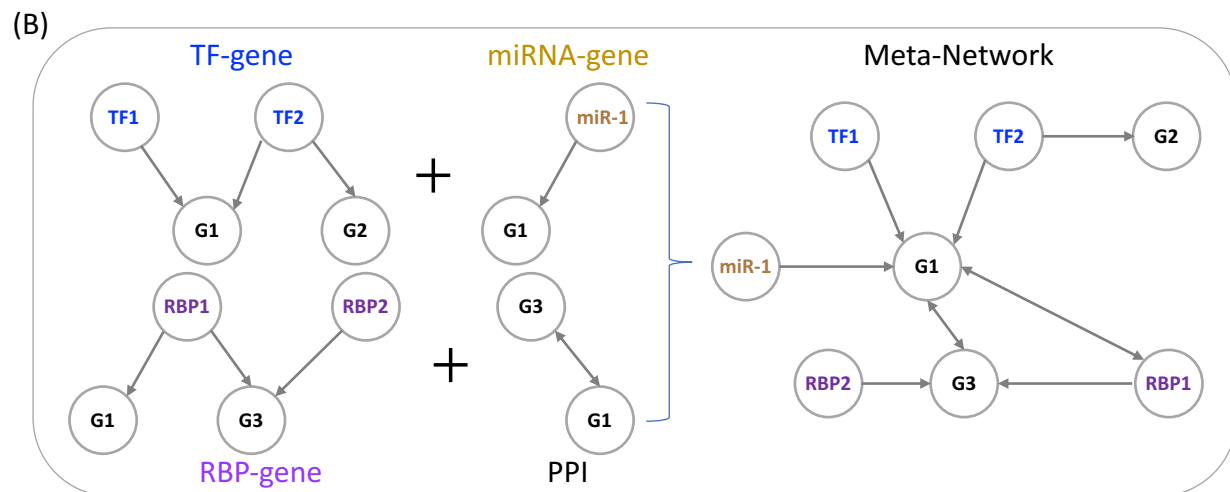 (B)
TF-gene
miRNA-gene
Meta-Network
TF1
TF2
miR-1
TF1
TF2
G2
+
G1
G2
G1
miR-1
G1
RBP1
RBP2
G3
+
RBP2
G3
RBP1
G1
G3
G1
RBP-gene
PPI